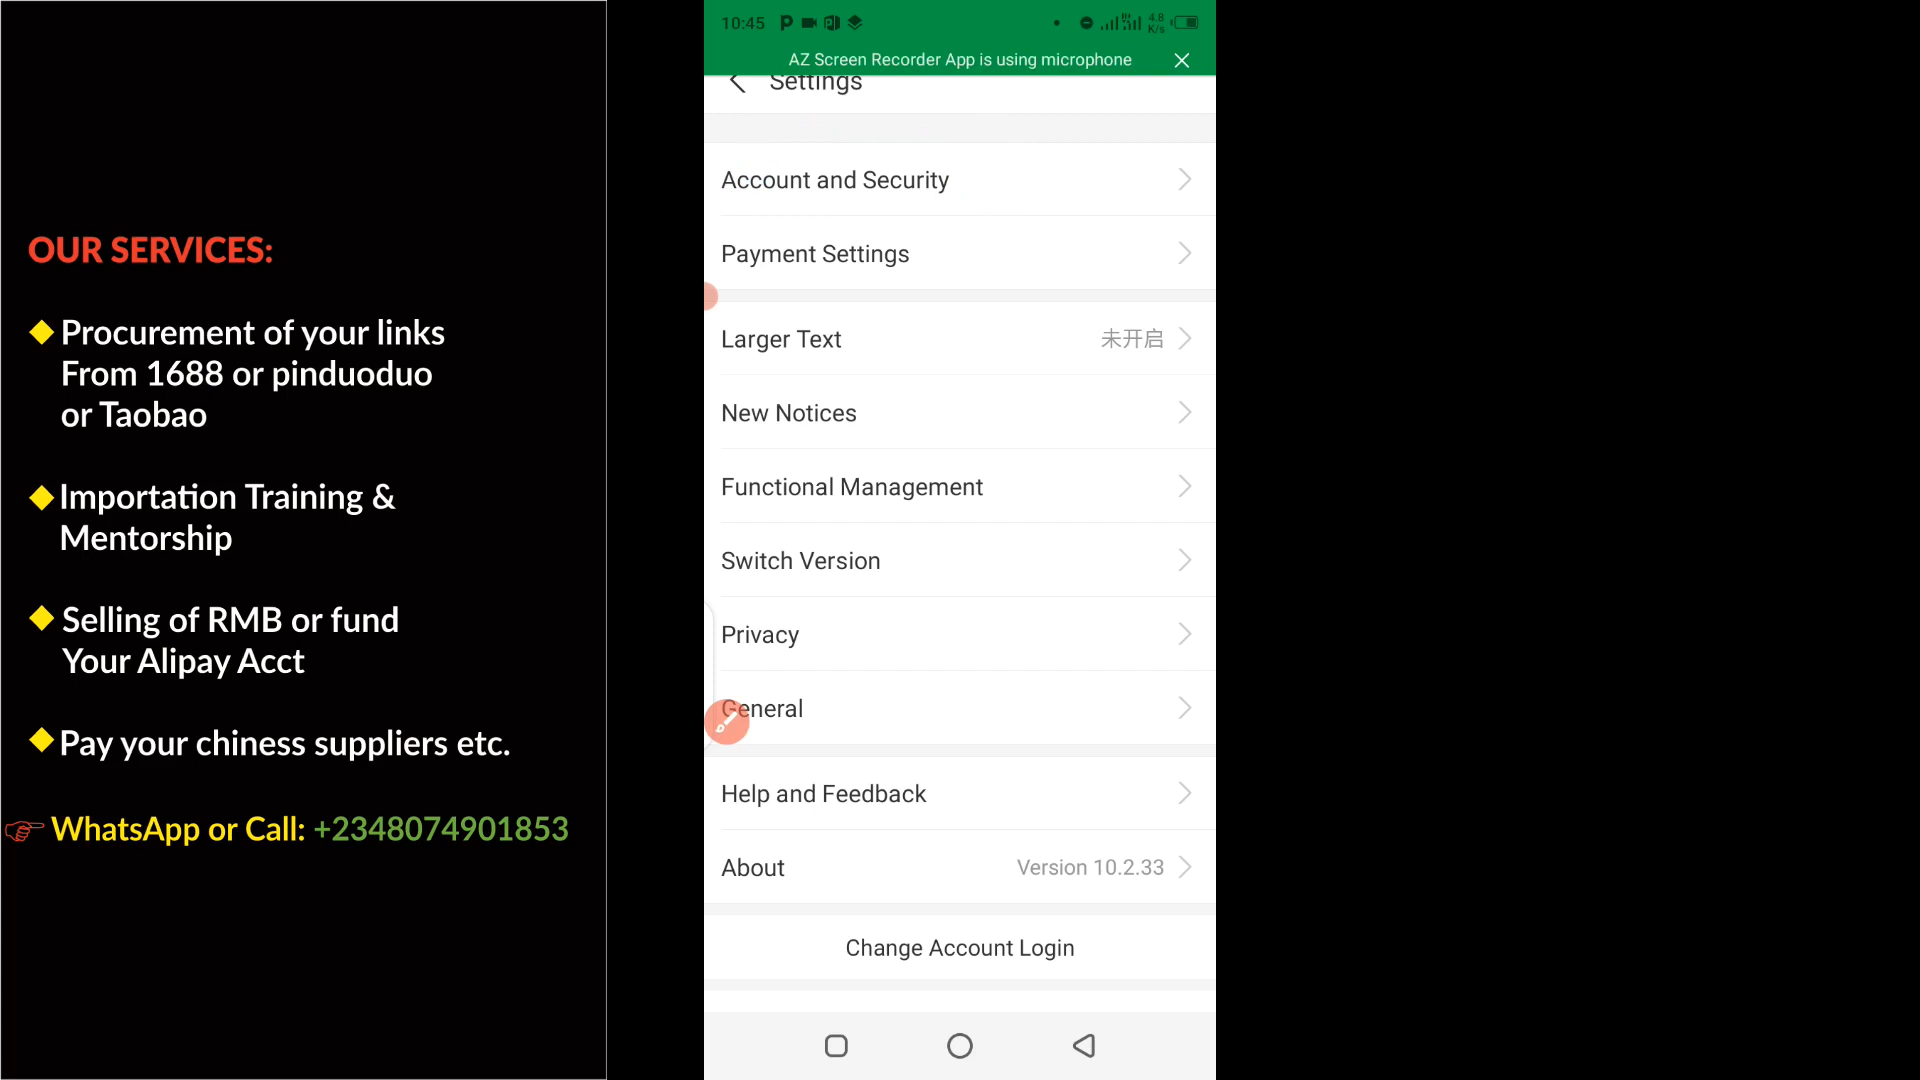 OUR SERVICES:
Procurement of your links
From 1688 or pinduoduo
or Taobao
Importation Training &
Mentorship
Selling of RMB or fund
Your Alipay Acct
Pay your chiness suppliers etc.
WhatsApp or Call: +2348074901853
10:45
4.8
K/s
AZ Screen Recorder App is using microphone
Settings
Account and Security
Payment Settings
Larger Text 未开启
New Notices
Functional Management
Switch Version
Privacy
General
Help and Feedback
About Version 10.2.33
Change Account Login